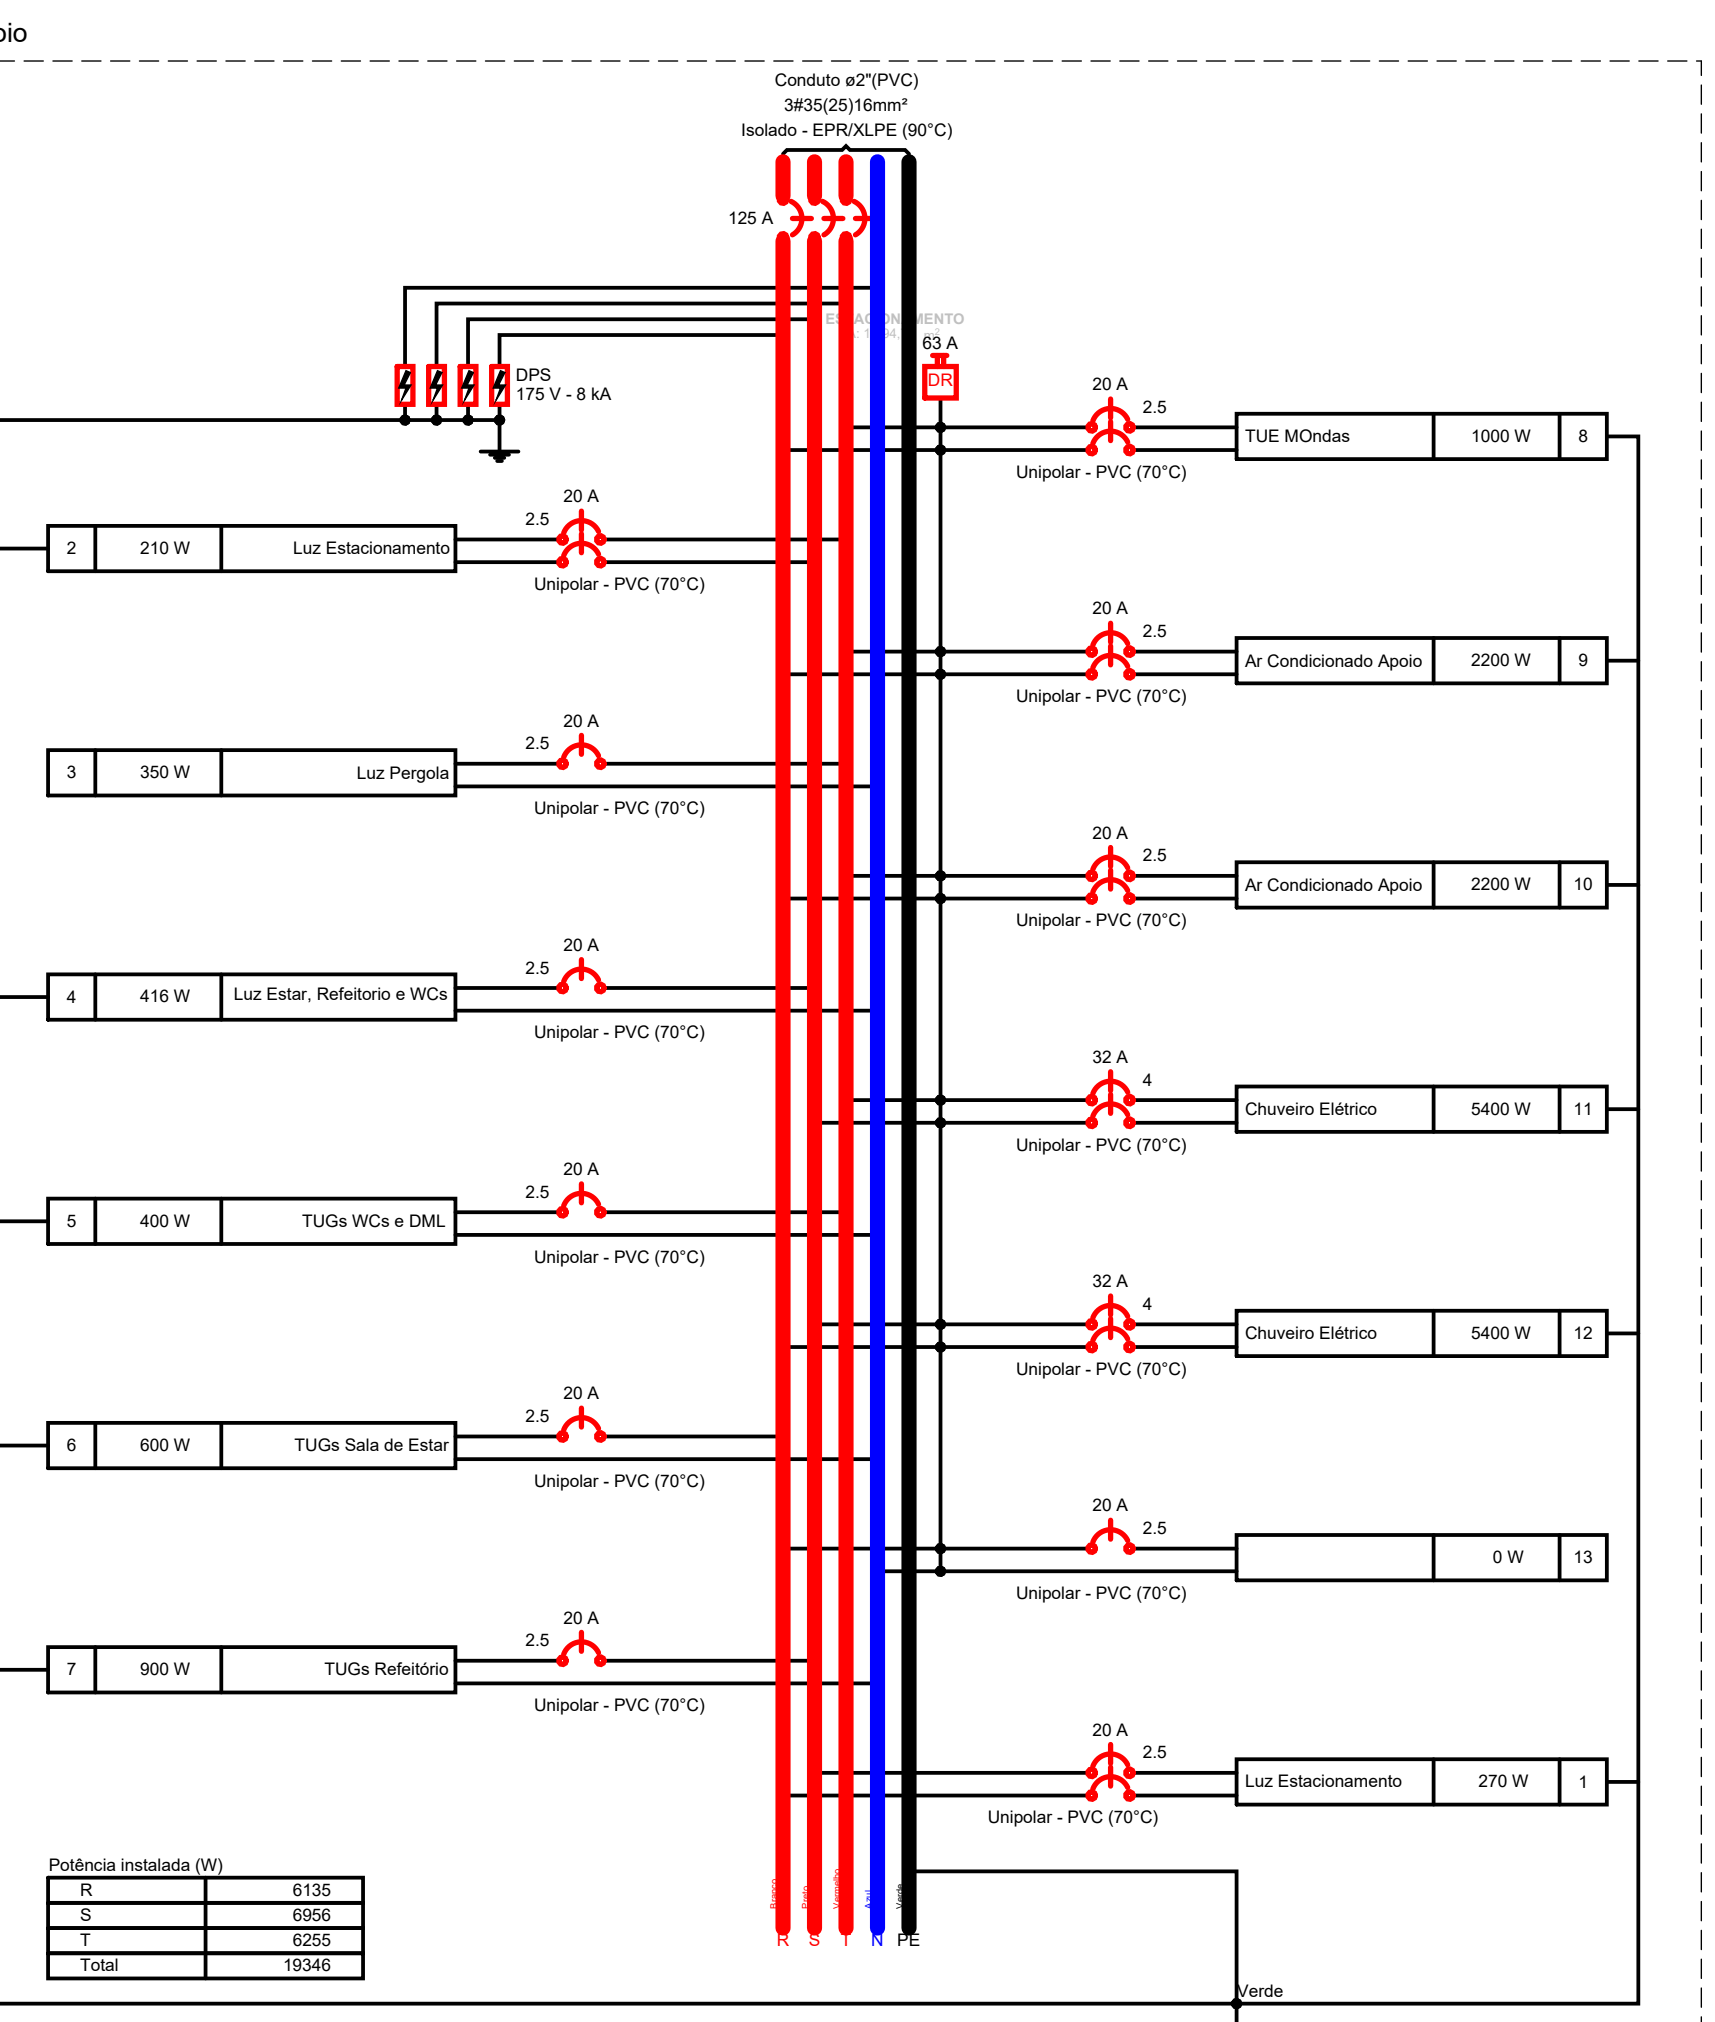 oio
Conduto ø2"(PVC)
3#35(25)16mm²
Isolado - EPR/XLPE (90°C)
125 A
ESTACIONAMENTO
63 A
DR
DPS
175 V - 8 kA
20 A
2.5
TUE MOndas 1000 W 8
Unipolar - PVC (70°C)
20 A
2.5
2 210 W Luz Estacionamento
Unipolar - PVC (70°C)
20 A
2.5
Ar Condicionado Apoio 2200 W 9
Unipolar - PVC (70°C)
20 A
2.5
3 350 W Luz Pergola
Unipolar - PVC (70°C)
20 A
2.5
Ar Condicionado Apoio 2200 W 10
Unipolar - PVC (70°C)
20 A
2.5
4 416 W Luz Estar, Refeitorio e WCs
Unipolar - PVC (70°C)
32 A
4
Chuveiro Elétrico 5400 W 11
Unipolar - PVC (70°C)
20 A
2.5
5 400 W TUGs WCs e DML
Unipolar - PVC (70°C)
32 A
4
Chuveiro Elétrico 5400 W 12
Unipolar - PVC (70°C)
20 A
2.5
6 600 W TUGs Sala de Estar
Unipolar - PVC (70°C)
20 A
2.5
0 W 13
Unipolar - PVC (70°C)
20 A
2.5
7 900 W TUGs Refeitório
Unipolar - PVC (70°C)
20 A
2.5
Luz Estacionamento 270 W 1
Unipolar - PVC (70°C)
Potência instalada (W)
R 6135
S 6956
T 6255
Total 19346
Branco Preto Vermelho Azul Verde
R S T N PE
Verde